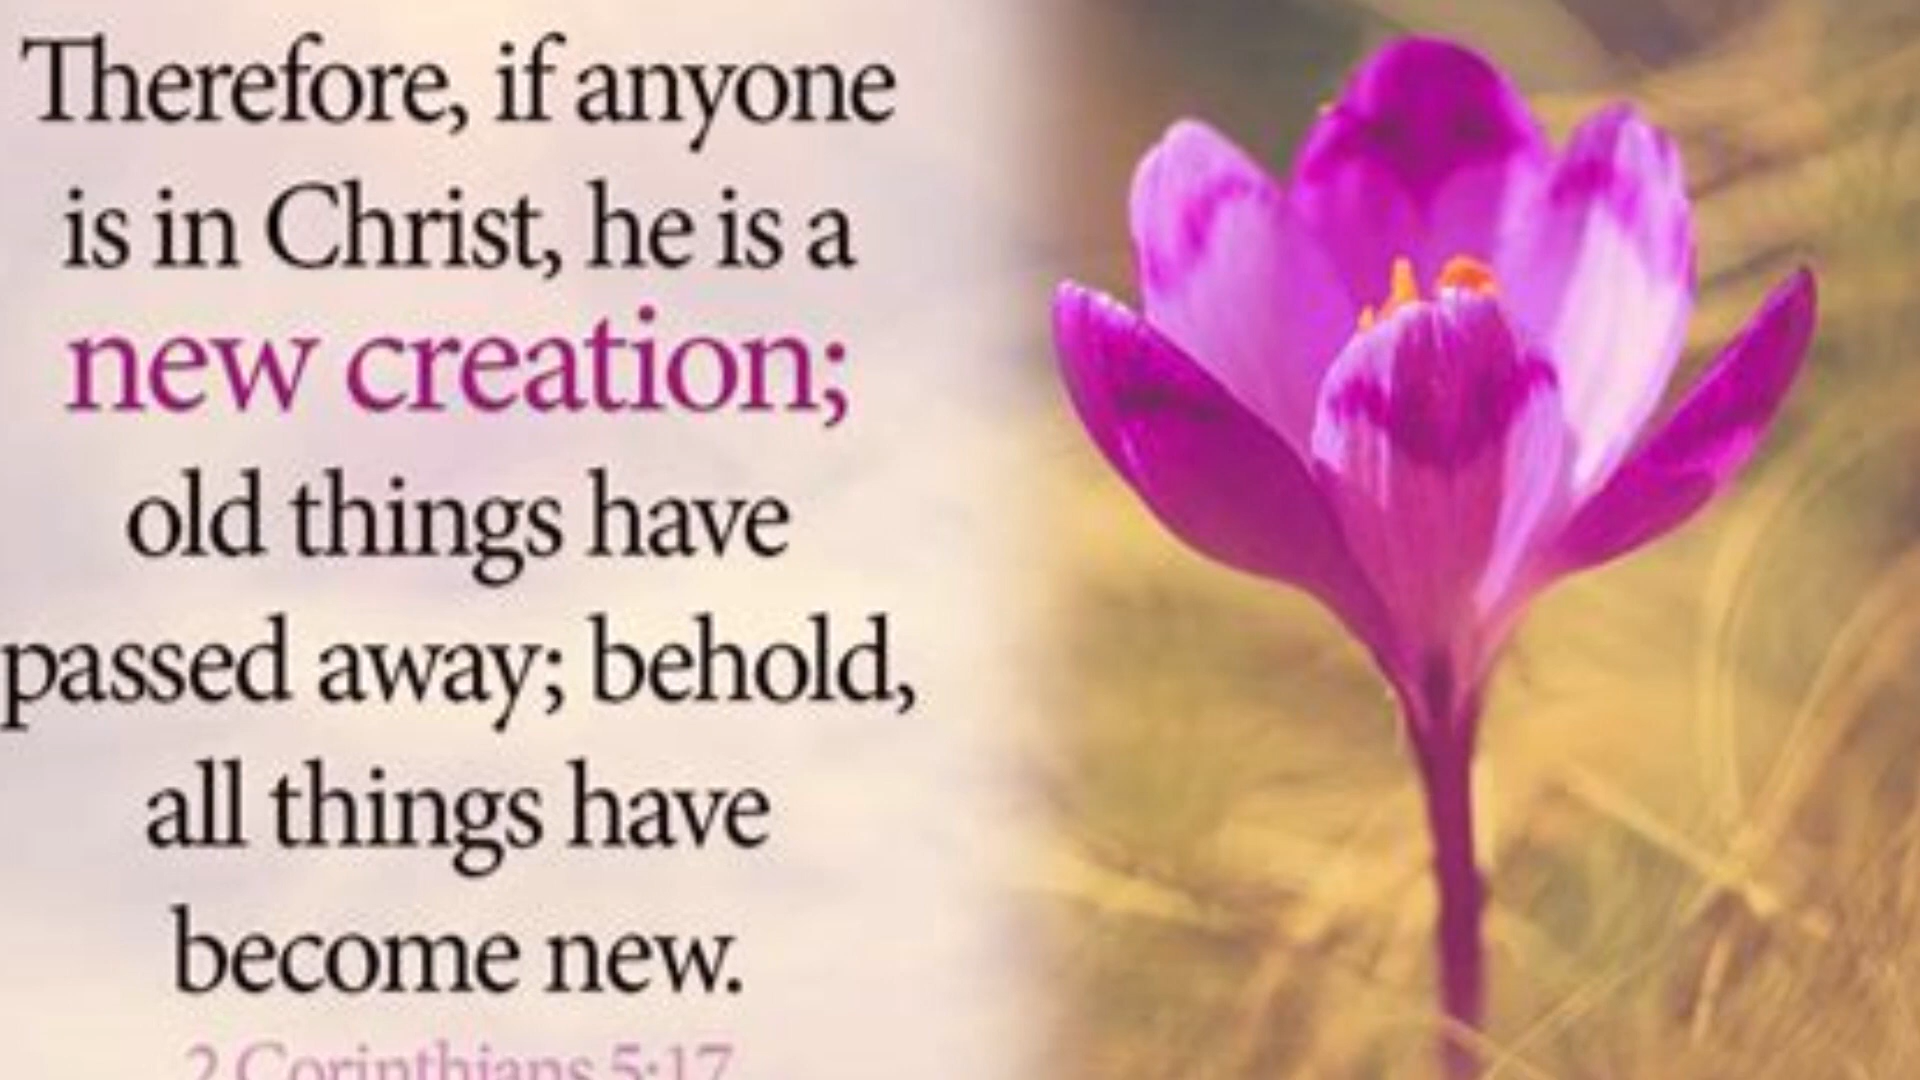 Therefore, if anyone
is in Christ, he is a
new creation;
old things have
passed away; behold,
all things have
become new.
2 Corinthians 5:17